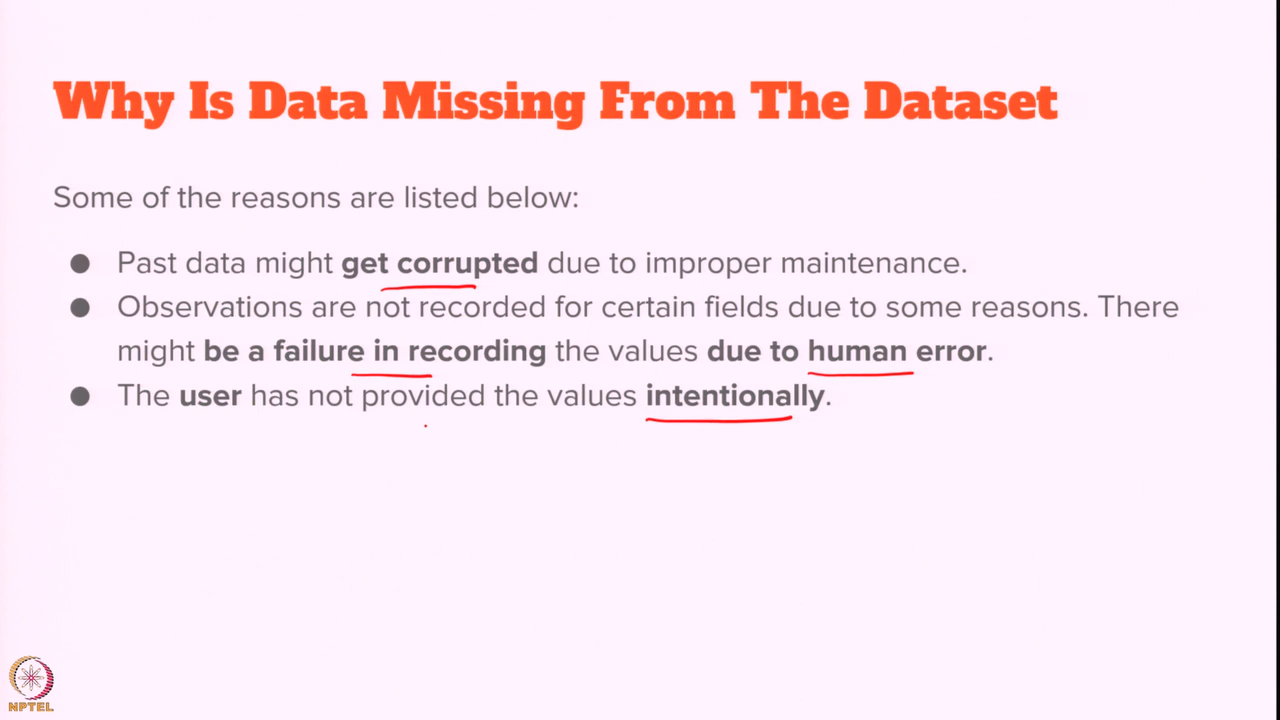 Why Is Data Missing From The Dataset
Some of the reasons are listed below:
● Past data might get corrupted due to improper maintenance.
● Observations are not recorded for certain fields due to some reasons. There
might be a failure in recording the values due to human error.
● The user has not provided the values intentionally.
NPTEL